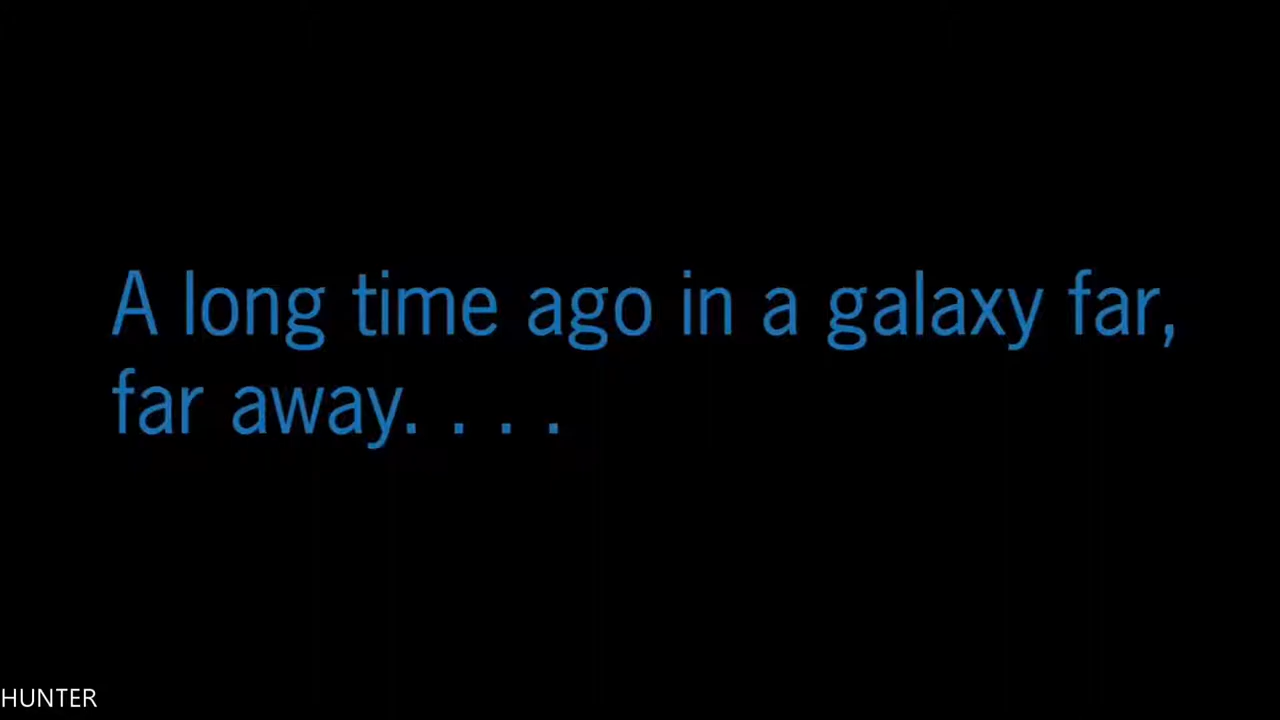 A long time ago in a galaxy far,
far away. . . .
HUNTER